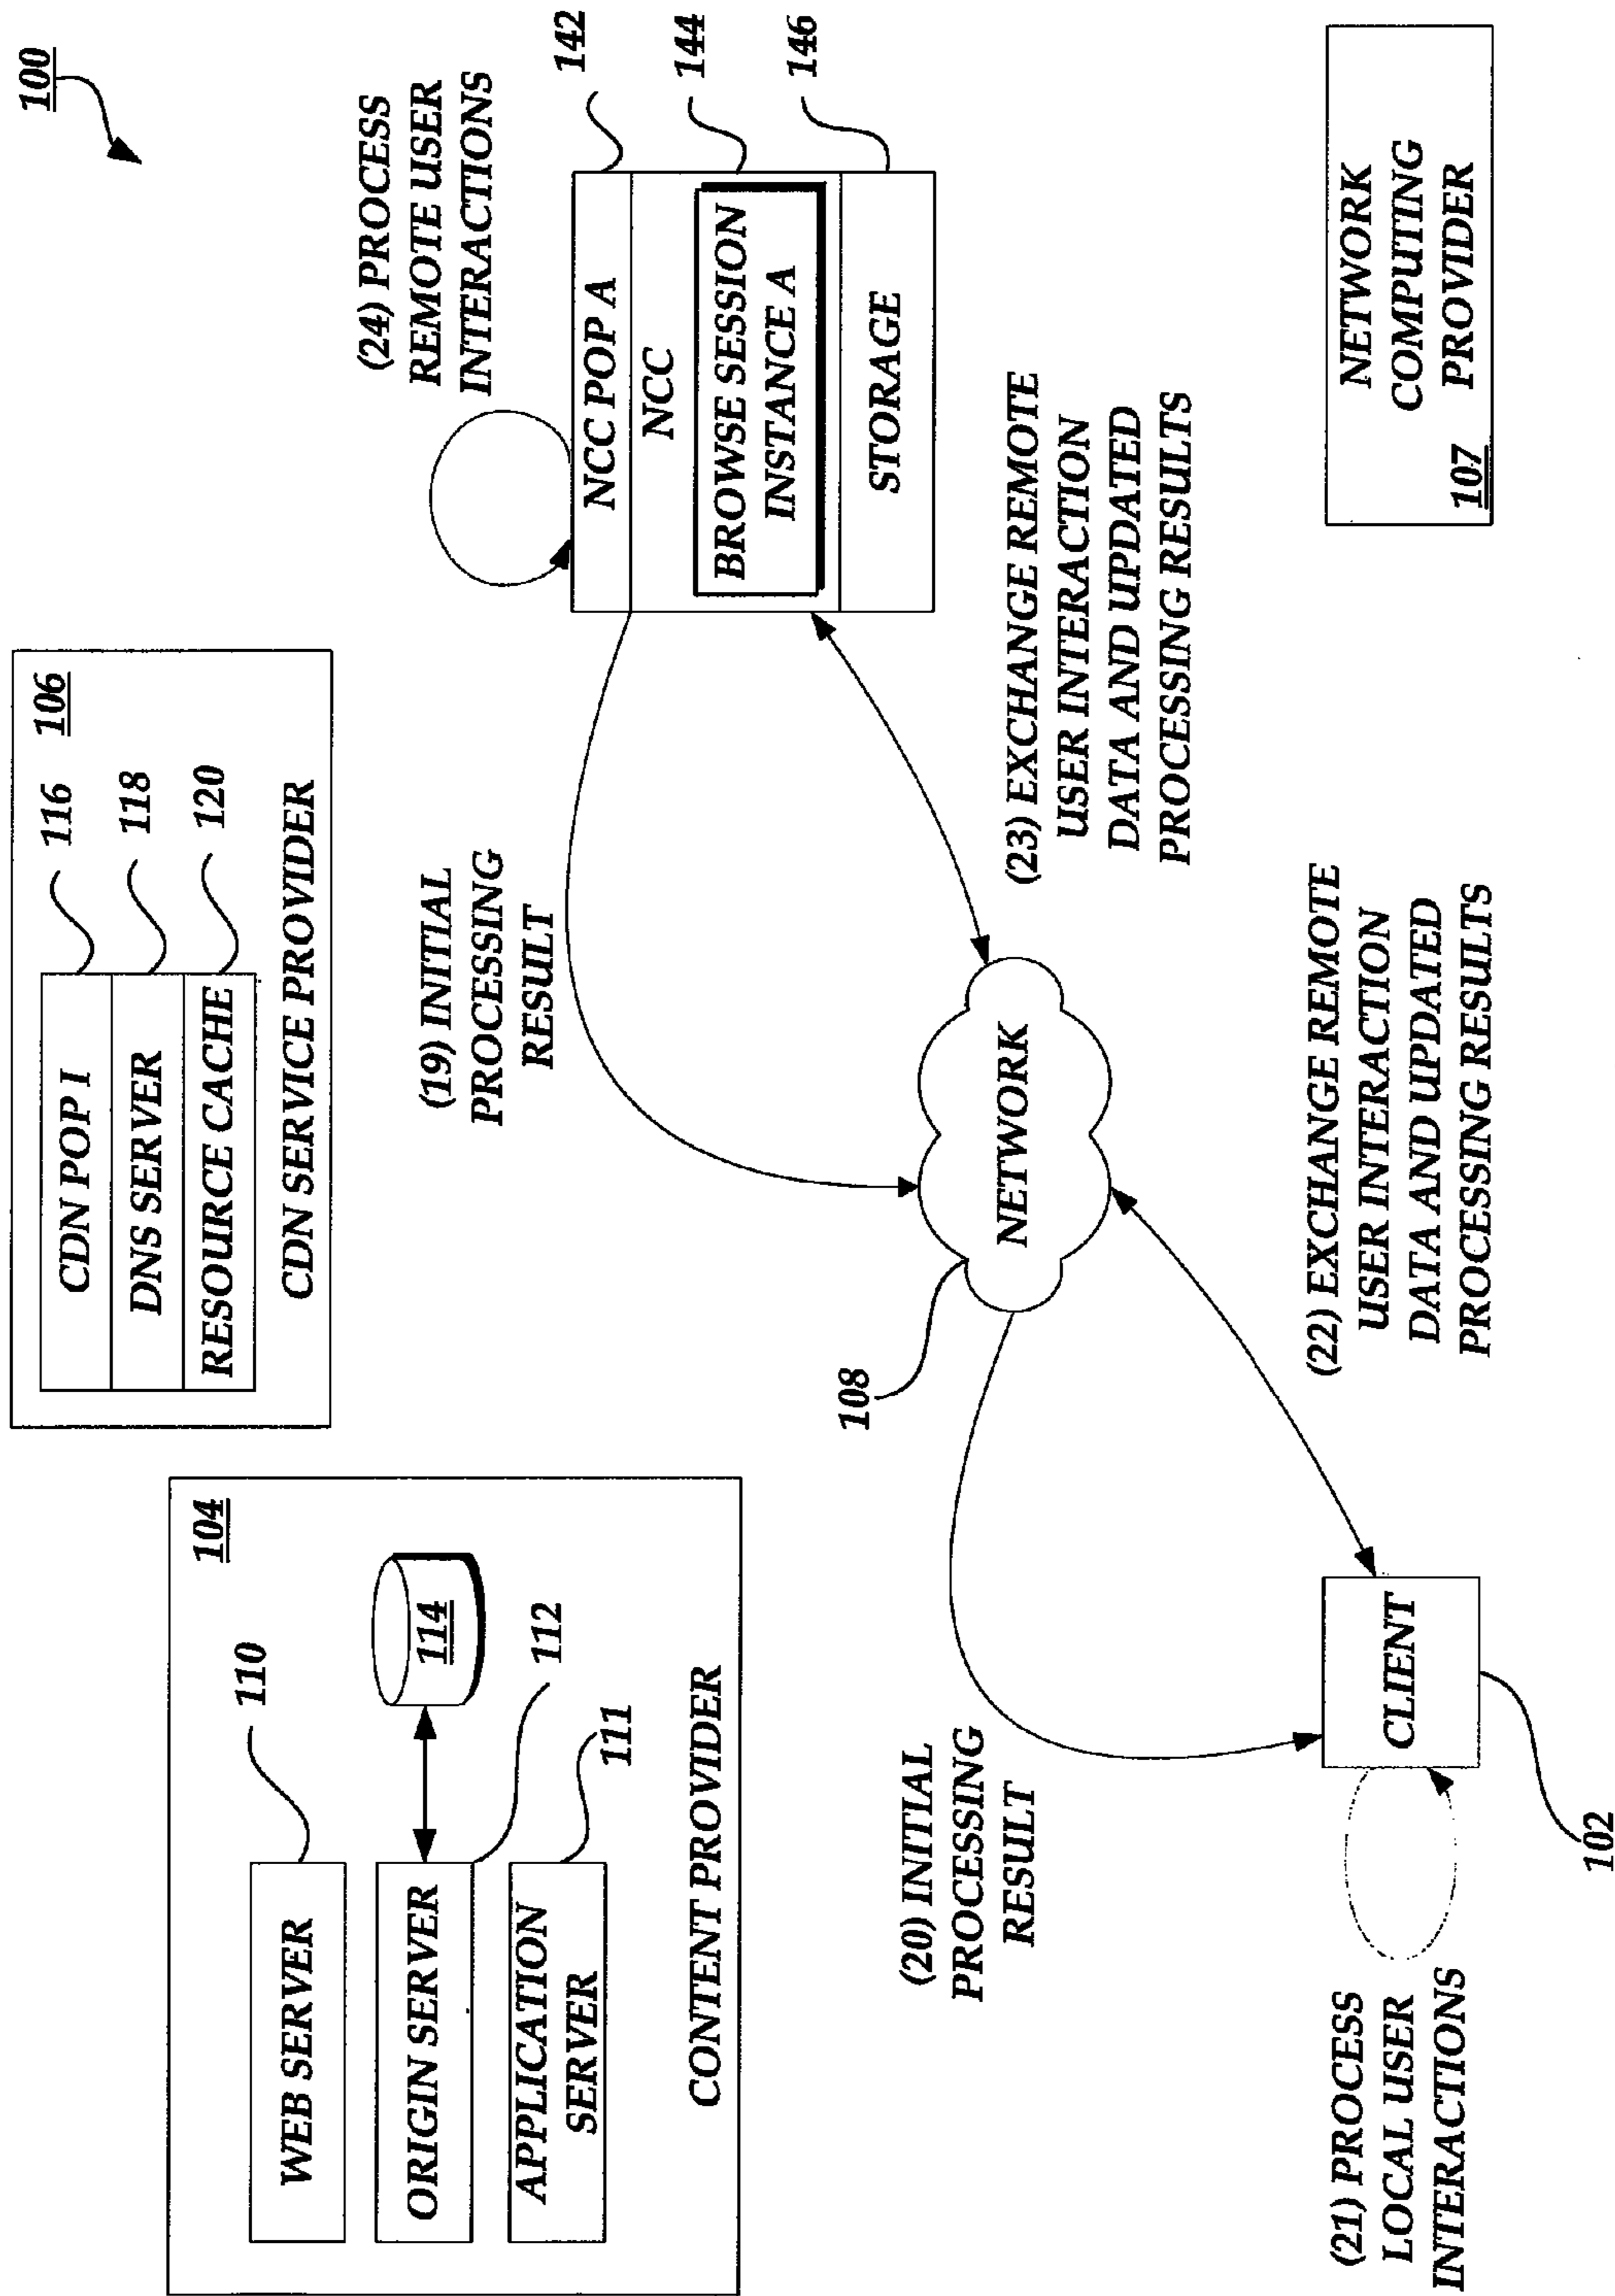 100
104
110
WEB SERVER
114
ORIGIN SERVER
112
APPLICATION
SERVER
111
CONTENT PROVIDER
106
CDN POP I
116
DNS SERVER
118
RESOURCE CACHE
120
CDN SERVICE PROVIDER
(24) PROCESS
REMOTE USER
INTERACTIONS
NCC POP A
142
NCC
144
BROWSE SESSION
INSTANCE A
STORAGE
146
(19) INITIAL
PROCESSING
RESULT
108
NETWORK
(23) EXCHANGE REMOTE
USER INTERACTION
DATA AND UPDATED
PROCESSING RESULTS
(20) INITIAL
PROCESSING
RESULT
(22) EXCHANGE REMOTE
USER INTERACTION
DATA AND UPDATED
PROCESSING RESULTS
(21) PROCESS
LOCAL USER
INTERACTIONS
CLIENT
102
NETWORK
COMPUTING
PROVIDER
107